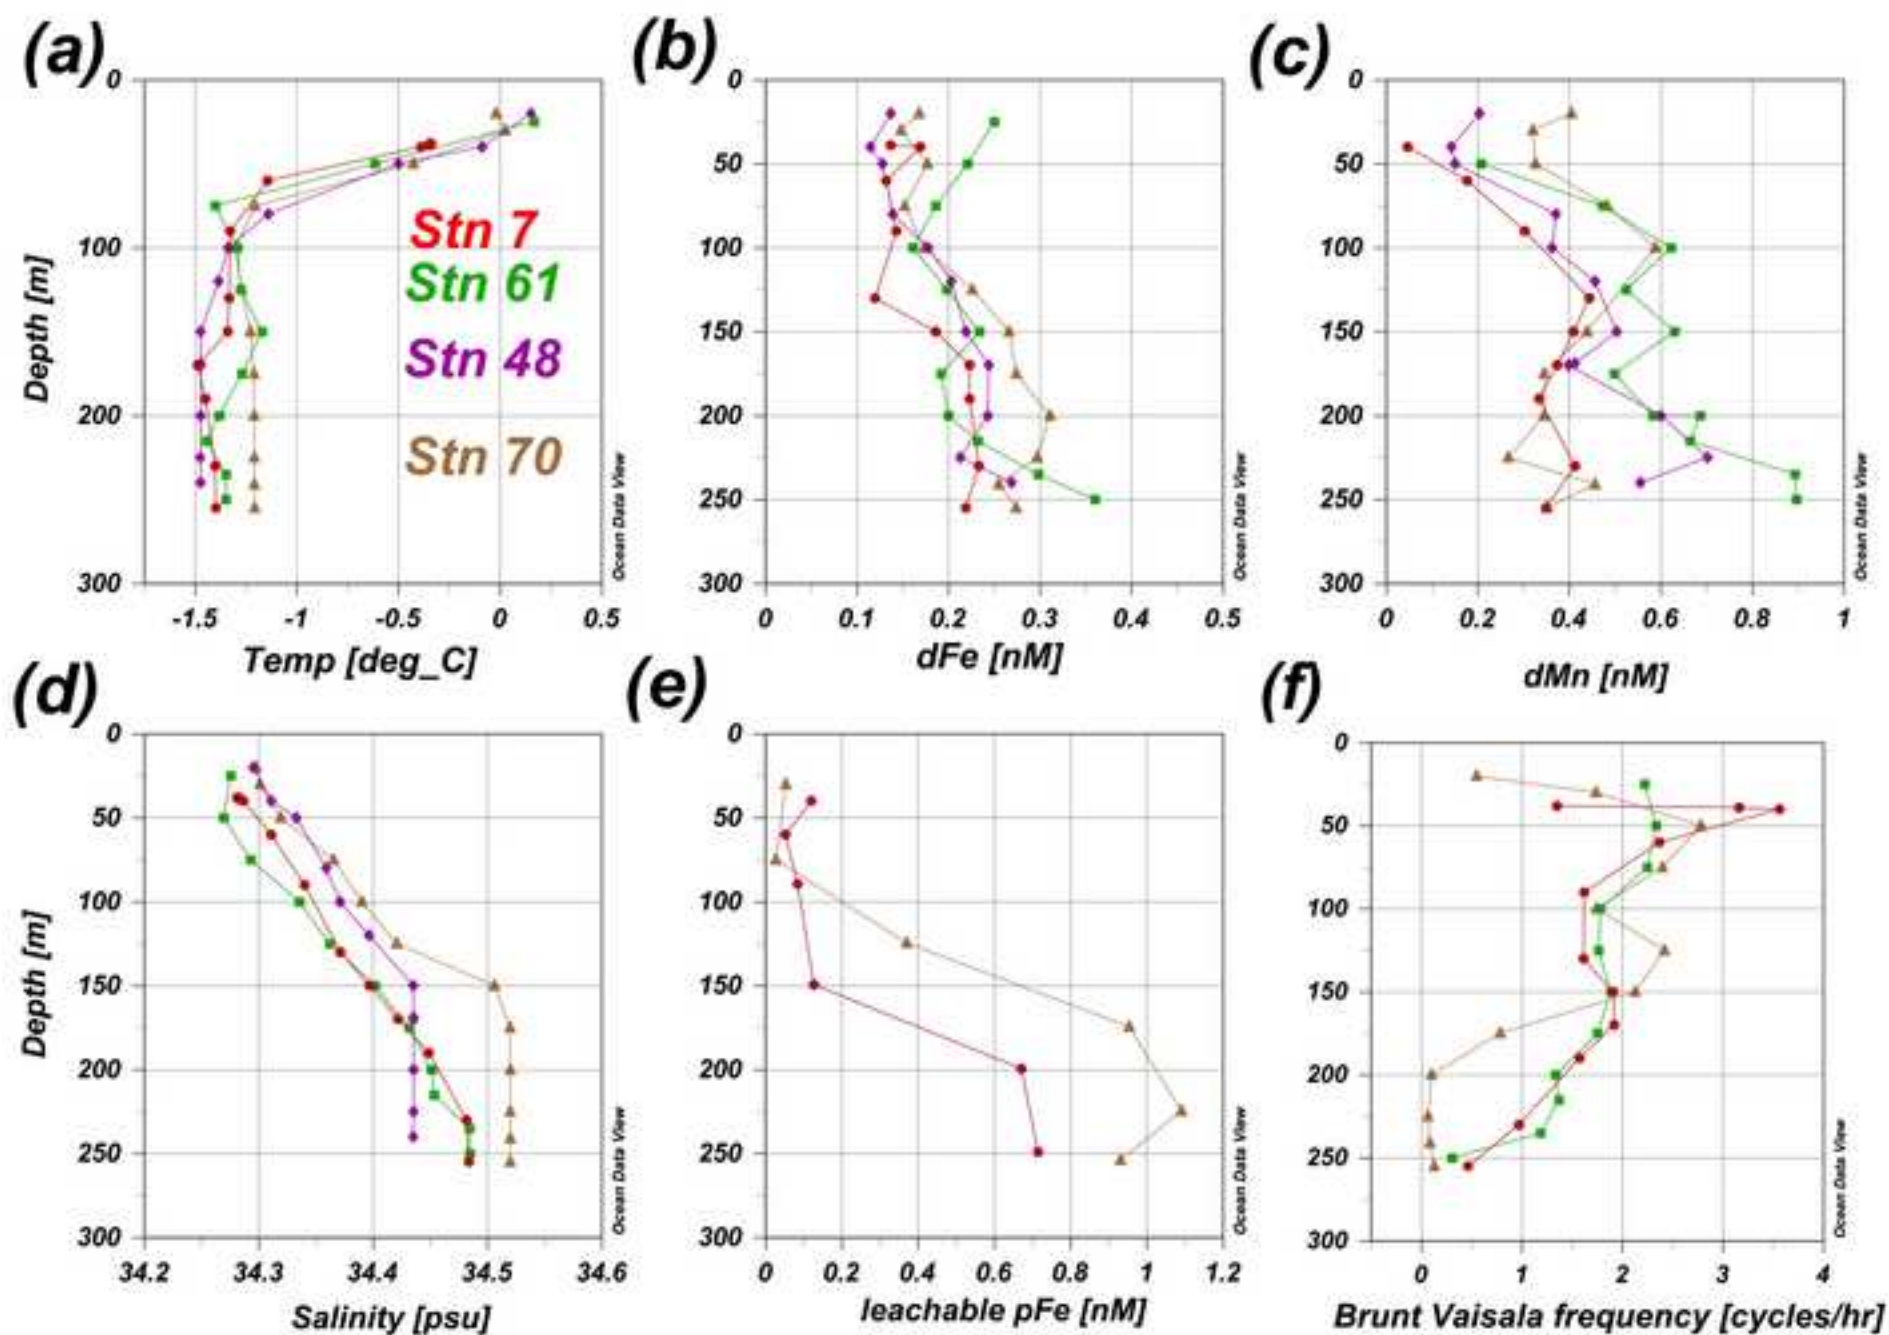 (a)
0
50
100
150
200
250
300
Depth [m]
-1.5 -1 -0.5 0 0.5
Temp [deg_C]
Stn 7
Stn 61
Stn 48
Stn 70
Ocean Data View
(b)
0
50
100
150
200
250
300
0 0.1 0.2 0.3 0.4 0.5
dFe [nM]
Ocean Data View
(c)
0
50
100
150
200
250
300
0 0.2 0.4 0.6 0.8 1
dMn [nM]
Ocean Data View
(d)
0
50
100
150
200
250
300
Depth [m]
34.2 34.3 34.4 34.5 34.6
Salinity [psu]
Ocean Data View
(e)
0
50
100
150
200
250
300
0 0.2 0.4 0.6 0.8 1 1.2
leachable pFe [nM]
Ocean Data View
(f)
0
50
100
150
200
250
300
0 1 2 3 4
Brunt Vaisala frequency [cycles/hr]
Ocean Data View